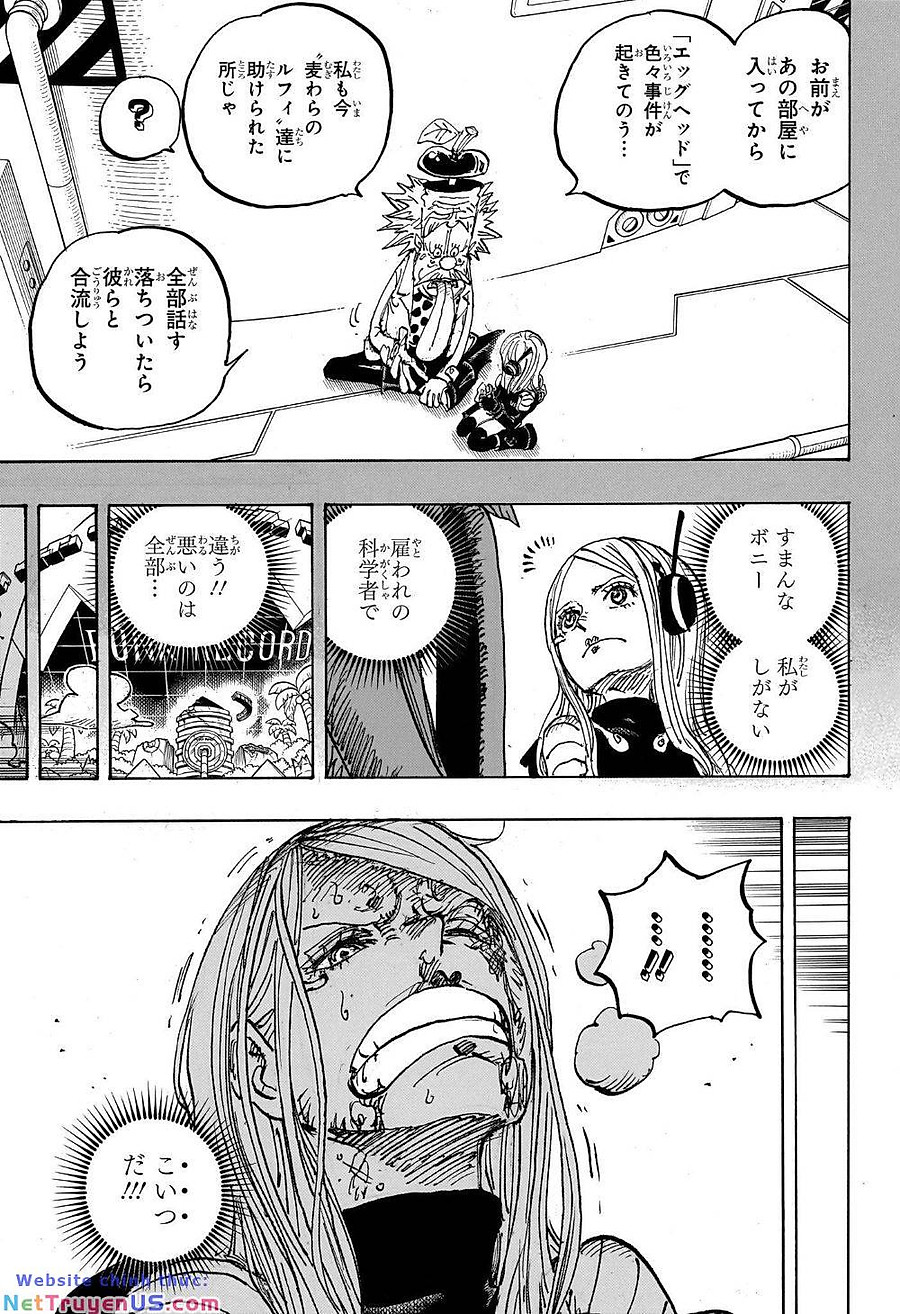 お前が
あの部屋に
入ってから
「エッグヘッド」で
色々事件が
起きてのう…
私も今
〝麦わらの
ルフィ〟達に
助けられた
所じゃ
?
全部話す
落ちついたら
彼らと
合流しよう
すまんな
ボニー
私が
しがない
雇われの
科学者で
違う!!
悪いのは
全部…
……
……!!
こいつ
だ!!!
Website chính thức:
NetTruyenUS.com